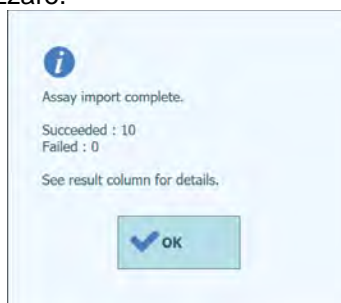 Assay import complete.
Succeeded : 10
Failed : 0
See result column for details.
OK